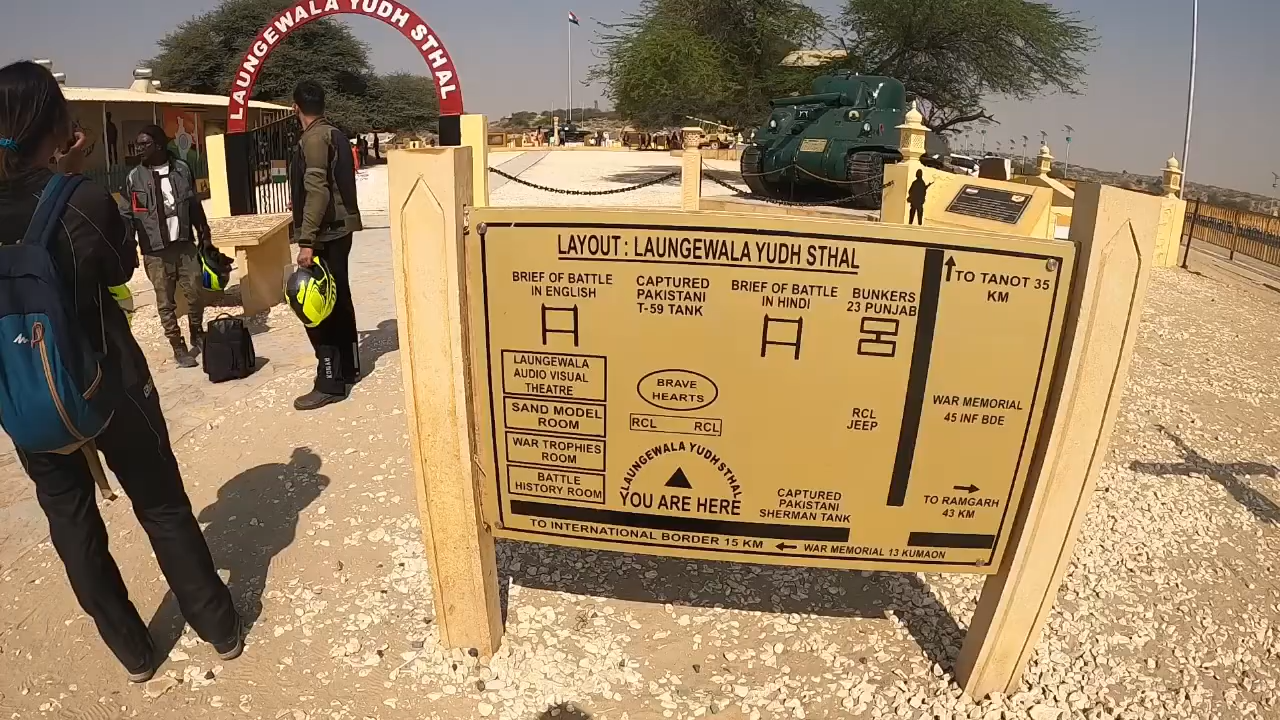 LAUNGEWALA YUDH STHAL
LAYOUT : LAUNGEWALA YUDH STHAL
BRIEF OF BATTLE
IN ENGLISH
CAPTURED
PAKISTANI
T-59 TANK
BRIEF OF BATTLE
IN HINDI
BUNKERS
23 PUNJAB
TO TANOT 35
KM
LAUNGEWALA
AUDIO VISUAL
THEATRE
BRAVE
HEARTS
SAND MODEL
ROOM
RCL RCL
RCL
JEEP
WAR MEMORIAL
45 INF BDE
WAR TROPHIES
ROOM
BATTLE
HISTORY ROOM
LAUNGEWALA YUDH STHAL
YOU ARE HERE
CAPTURED
PAKISTANI
SHERMAN TANK
TO RAMGARH
43 KM
TO INTERNATIONAL BORDER 15 KM
WAR MEMORIAL 13 KUMAON